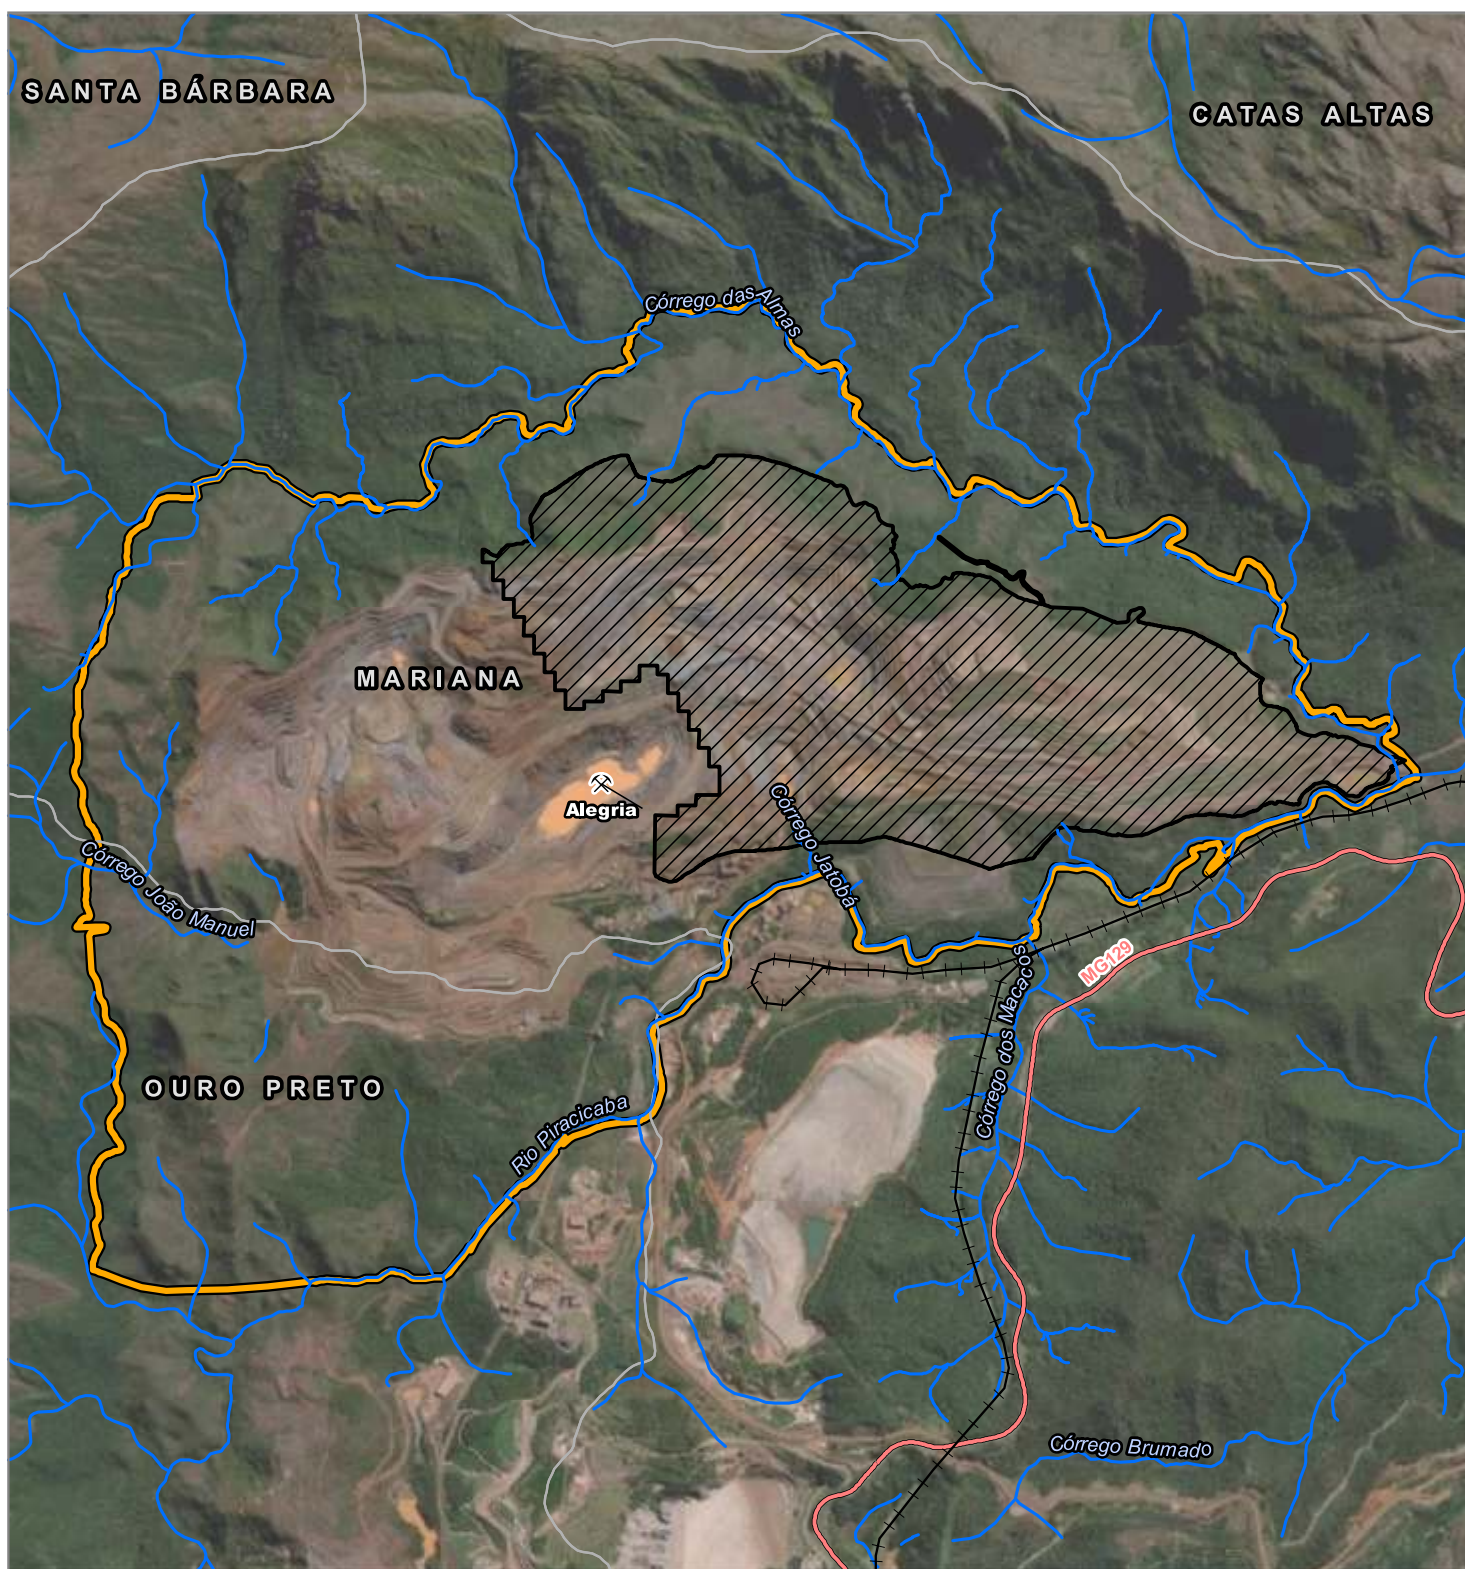 SANTA BÁRBARA
CATAS ALTAS
Córrego das Almas
MARIANA
Alegria
Córrego Jatobá
Córrego João Manuel
MG129
Córrego dos Macacos
OURO PRETO
Rio Piracicaba
Córrego Brumado